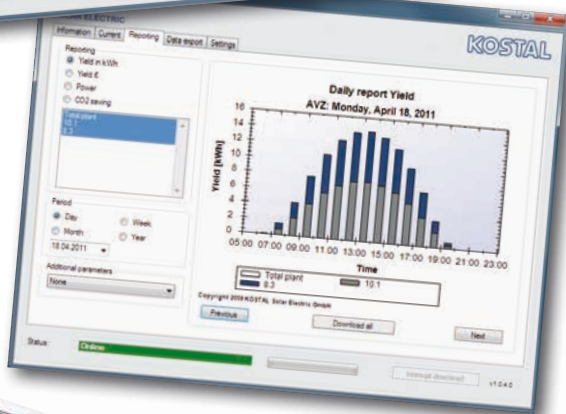 ELECTRIC
KOSTAL
Information Current Reporting Data export Settings
Reporting
Yield in kWh
Yield €
Power
CO2 saving
Total plant
10.1
8.3
Period
Day
Week
Month
Year
18.04.2011
Additional parameters
None
Daily report Yield
AVZ: Monday, April 18, 2011
Yield [kWh]
16
14
12
10
8
6
4
2
0
05:00 07:00 09:00 11:00 13:00 15:00 17:00 19:00 21:00 23:00
Time
Total plant
10.1
8.3
Copyright 2009 KOSTAL Solar Electric GmbH
Previous
Download all
Next
Status:
Online
Interrupt download
v1.0.4.0